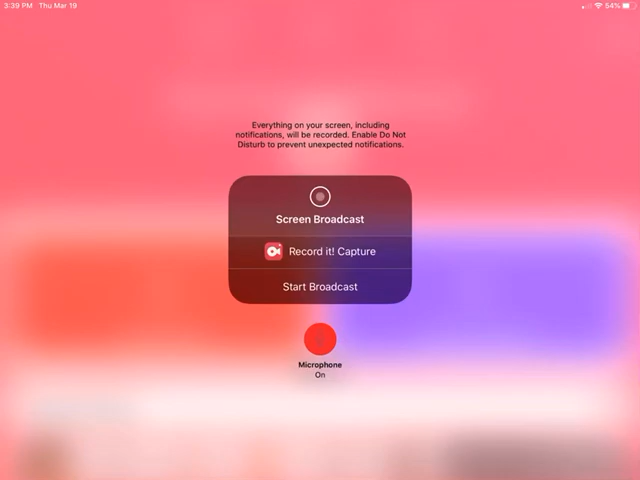 3:39 PM Thu Mar 19
54%
Everything on your screen, including
notifications, will be recorded. Enable Do Not
Disturb to prevent unexpected notifications.
Screen Broadcast
Record it! Capture
Start Broadcast
Microphone
On